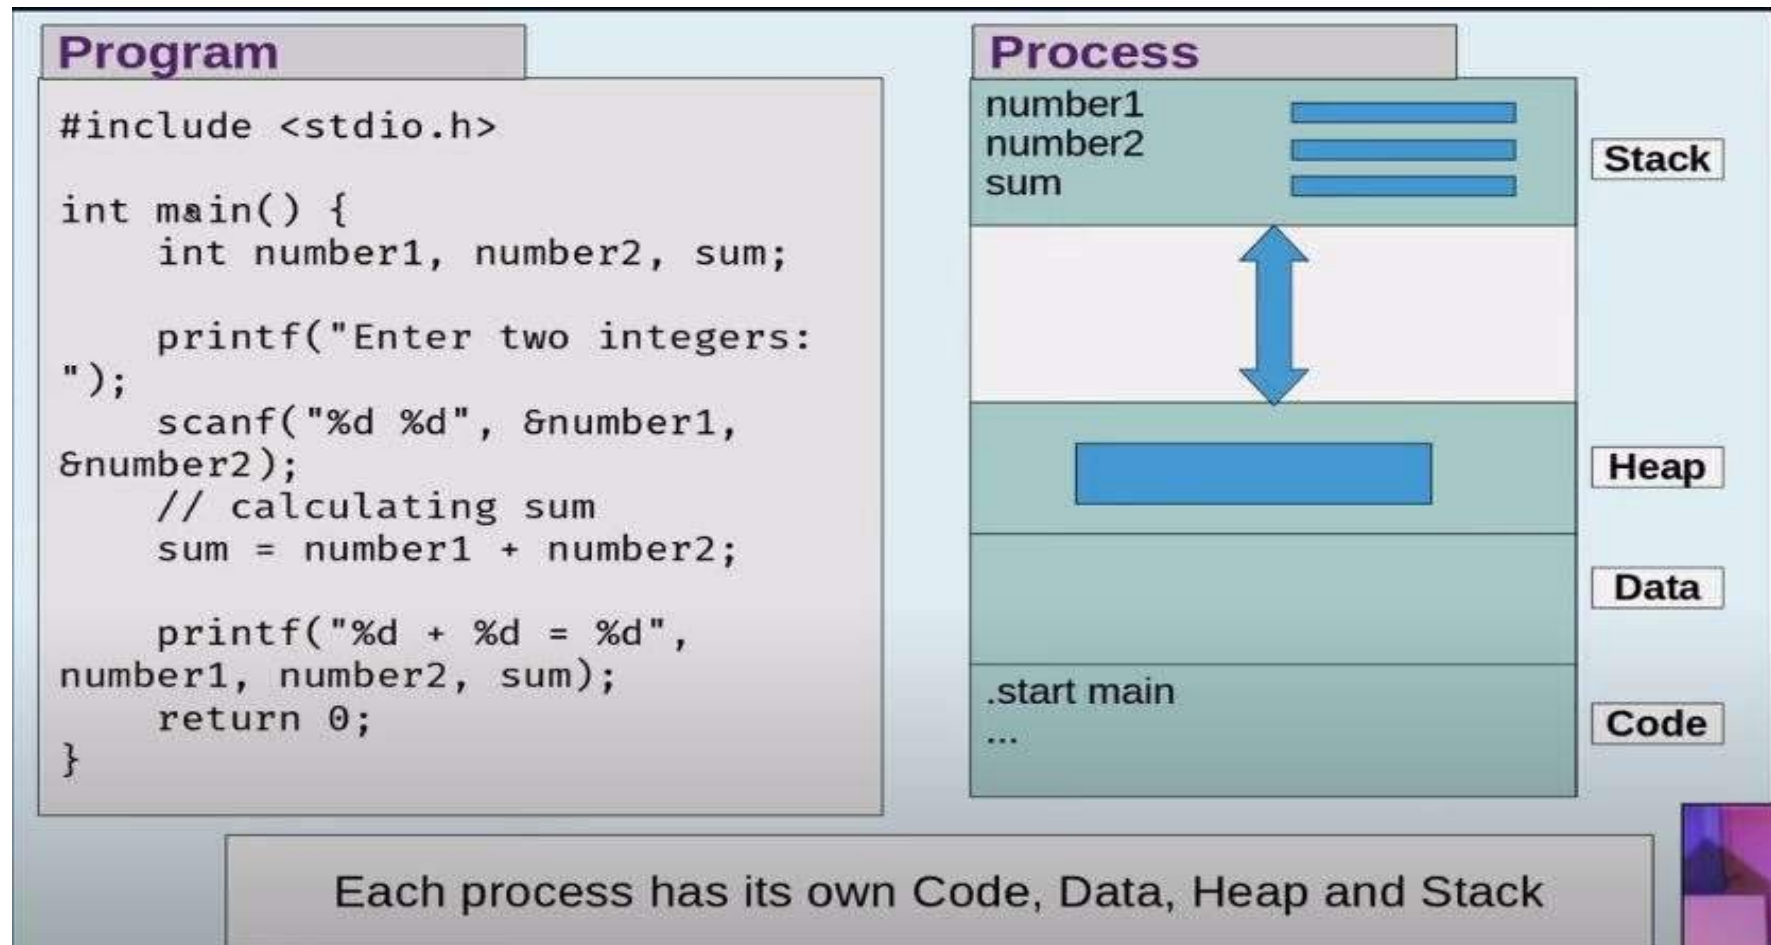 Program
#include <stdio.h>
int main() {
int number1, number2, sum;
printf("Enter two integers:
");
scanf("%d %d", &number1,
&number2);
// calculating sum
sum = number1 + number2;
printf("%d + %d = %d",
number1, number2, sum);
return 0;
}
Process
number1
number2
sum
Stack
Heap
Data
.start main
...
Code
Each process has its own Code, Data, Heap and Stack